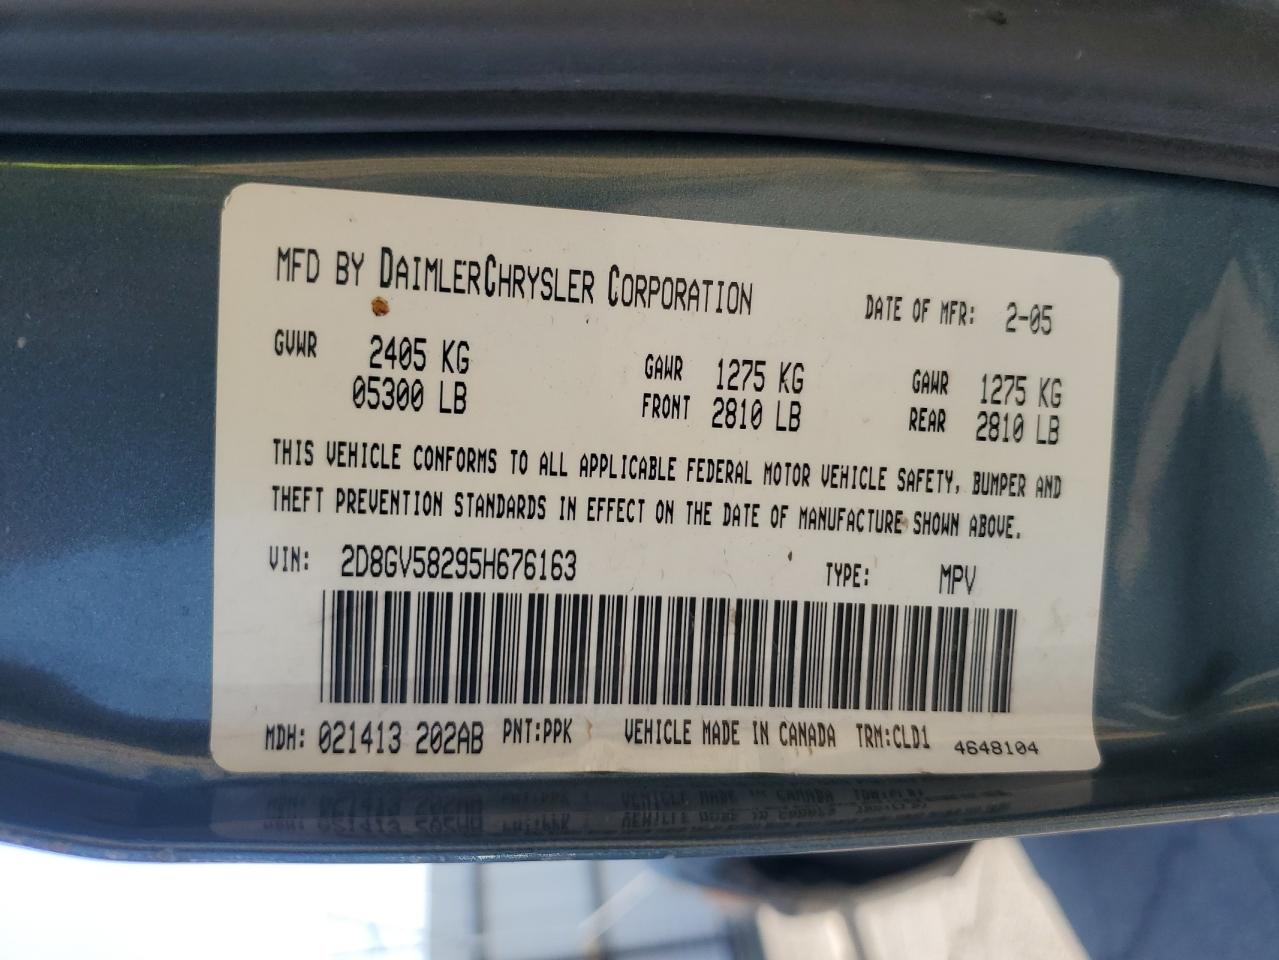 MFD BY DAIMLERCHRYSLER CORPORATION DATE OF MFR: 2-05
GVWR 2405 KG GAWR 1275 KG GAWR 1275 KG
05300 LB FRONT 2810 LB REAR 2810 LB
THIS VEHICLE CONFORMS TO ALL APPLICABLE FEDERAL MOTOR VEHICLE SAFETY, BUMPER AND
THEFT PREVENTION STANDARDS IN EFFECT ON THE DATE OF MANUFACTURE SHOWN ABOVE.
VIN: 2D8GV58295H676163 TYPE: MPV
MDH: 021413 202AB PNT:PPK VEHICLE MADE IN CANADA TRM:CLD1 4648104